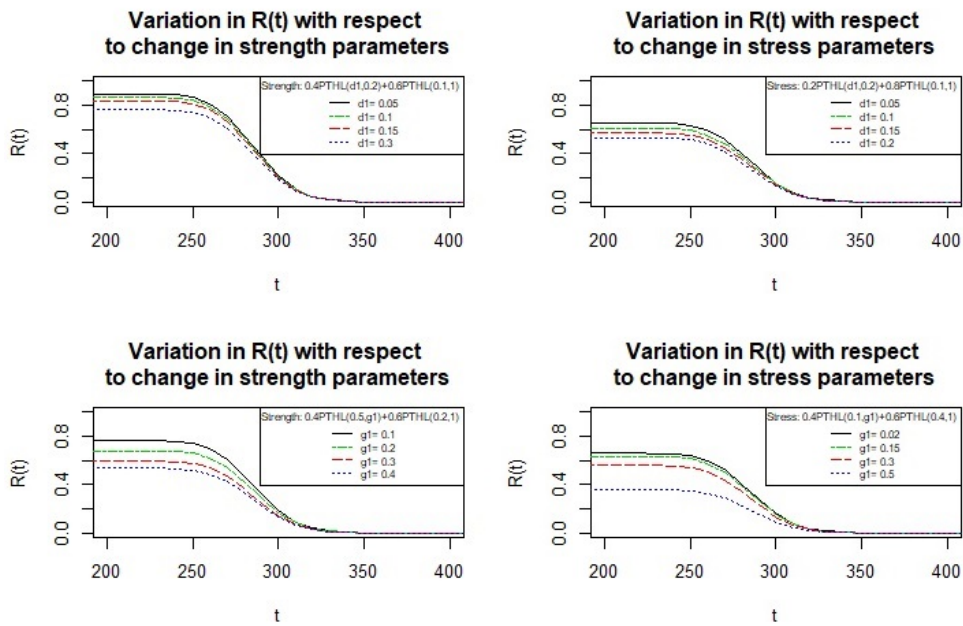 Variation in R(t) with respect
to change in strength parameters
Strength: 0.4PTHL(d1,0.2)+0.6PTHL(0.1,1)
d1= 0.05
d1= 0.1
d1= 0.15
d1= 0.3
R(t)
0.0 0.4 0.8
200 250 300 350 400
t
Variation in R(t) with respect
to change in stress parameters
Stress: 0.2PTHL(d1,0.2)+0.8PTHL(0.1,1)
d1= 0.05
d1= 0.1
d1= 0.15
d1= 0.2
R(t)
0.0 0.4 0.8
200 250 300 350 400
t
Variation in R(t) with respect
to change in strength parameters
Strength: 0.4PTHL(0.5,g1)+0.6PTHL(0.2,1)
g1= 0.1
g1= 0.2
g1= 0.3
g1= 0.4
R(t)
0.0 0.4 0.8
200 250 300 350 400
t
Variation in R(t) with respect
to change in stress parameters
Stress: 0.4PTHL(0.1,g1)+0.6PTHL(0.4,1)
g1= 0.02
g1= 0.15
g1= 0.3
g1= 0.5
R(t)
0.0 0.4 0.8
200 250 300 350 400
t